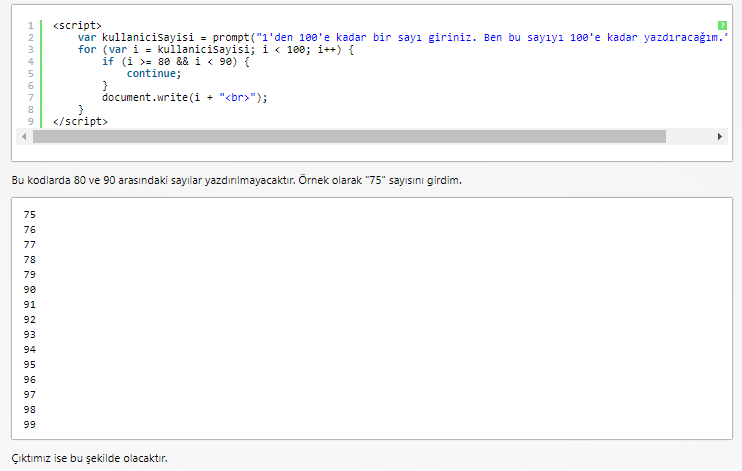 1 <script>
2 var kullaniciSayisi = prompt("1'den 100'e kadar bir sayı giriniz. Ben bu sayıyı 100'e kadar yazdıracağım."
3 for (var i = kullaniciSayisi; i < 100; i++) {
4 if (i >= 80 && i < 90) {
5 continue;
6 }
7 document.write(i + "<br>");
8 }
9 </script>
?
Bu kodlarda 80 ve 90 arasındaki sayılar yazdırılmayacaktır. Örnek olarak "75" sayısını girdim.
75
76
77
78
79
90
91
92
93
94
95
96
97
98
99
Çıktımız ise bu şekilde olacaktır.